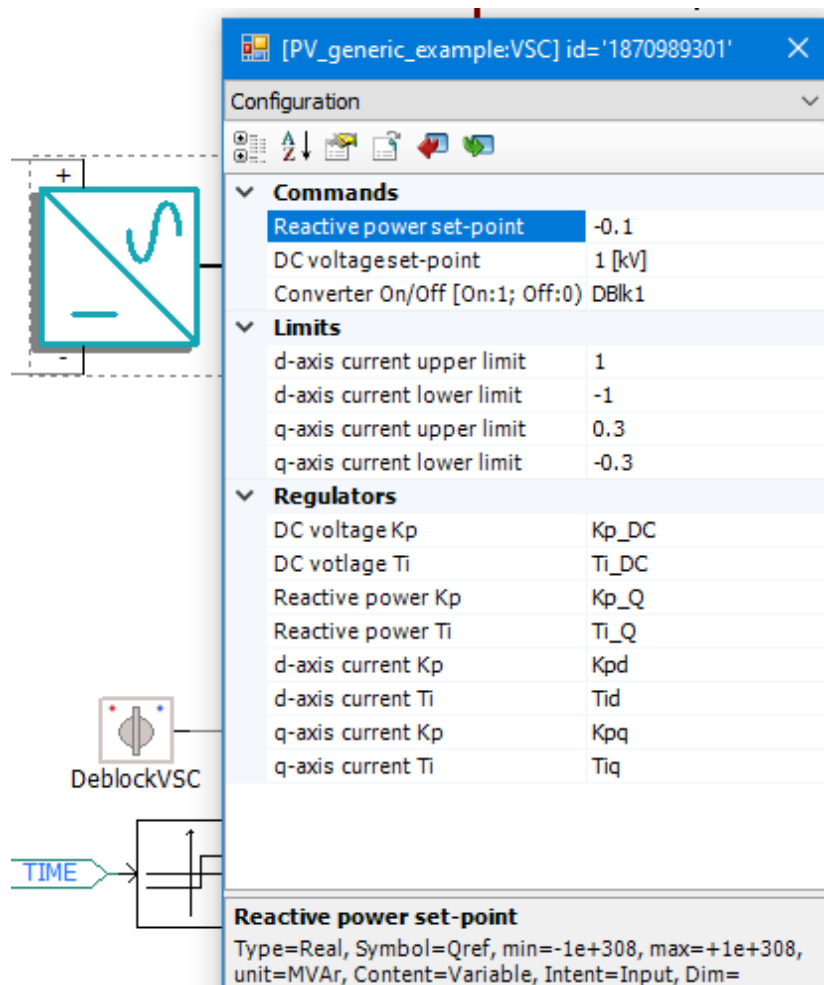 [PV_generic_example:VSC] id='1870989301'
Configuration
Commands
Reactive power set-point -0.1
DC voltage set-point 1 [kV]
Converter On/Off [On:1; Off:0) DBlk1
Limits
d-axis current upper limit 1
d-axis current lower limit -1
q-axis current upper limit 0.3
q-axis current lower limit -0.3
Regulators
DC voltage Kp Kp_DC
DC votlage Ti Ti_DC
Reactive power Kp Kp_Q
Reactive power Ti Ti_Q
d-axis current Kp Kpd
d-axis current Ti Tid
q-axis current Kp Kpq
q-axis current Ti Tiq
Reactive power set-point
Type=Real, Symbol=Qref, min=-1e+308, max=+1e+308,
unit=MVAr, Content=Variable, Intent=Input, Dim=
+
-
DeblockVSC
TIME